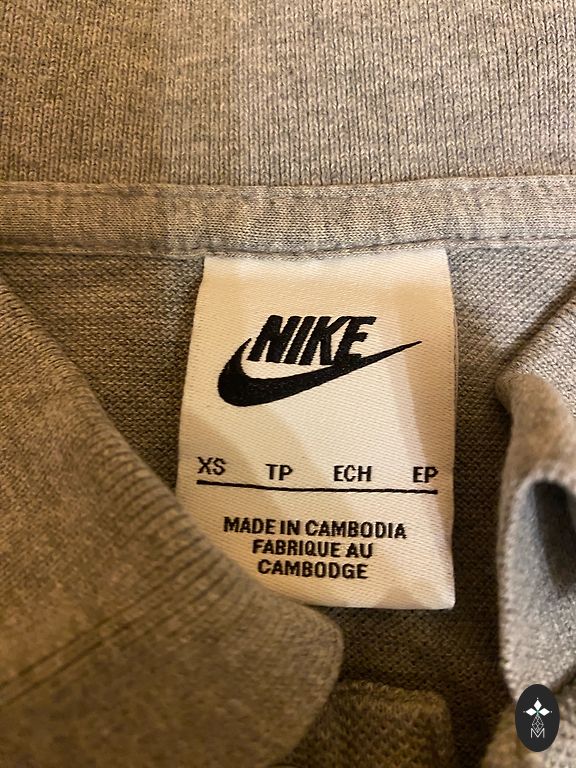 NIKE
XS TP ECH EP
MADE IN CAMBODIA
FABRIQUE AU
CAMBODGE
M